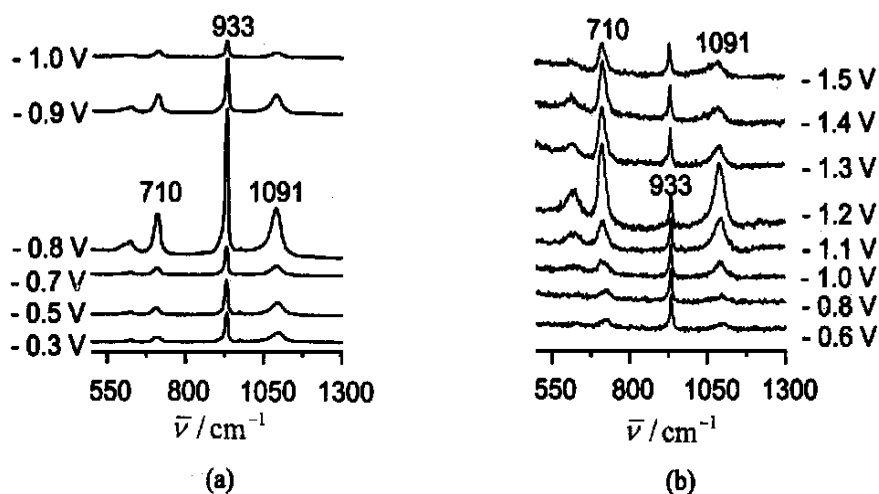 933
- 1.0 V
- 0.9 V
710
1091
- 0.8 V
- 0.7 V
- 0.5 V
- 0.3 V
550 800 1050 1300
ν̄ / cm⁻¹
(a)
710
1091
- 1.5 V
- 1.4 V
- 1.3 V
933
- 1.2 V
- 1.1 V
- 1.0 V
- 0.8 V
- 0.6 V
550 800 1050 1300
ν̄ / cm⁻¹
(b)